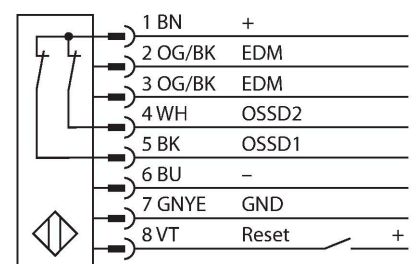 1 BN +
2 OG/BK EDM
3 OG/BK EDM
4 WH OSSD2
5 BK OSSD1
6 BU –
7 GNYE GND
8 VT Reset +